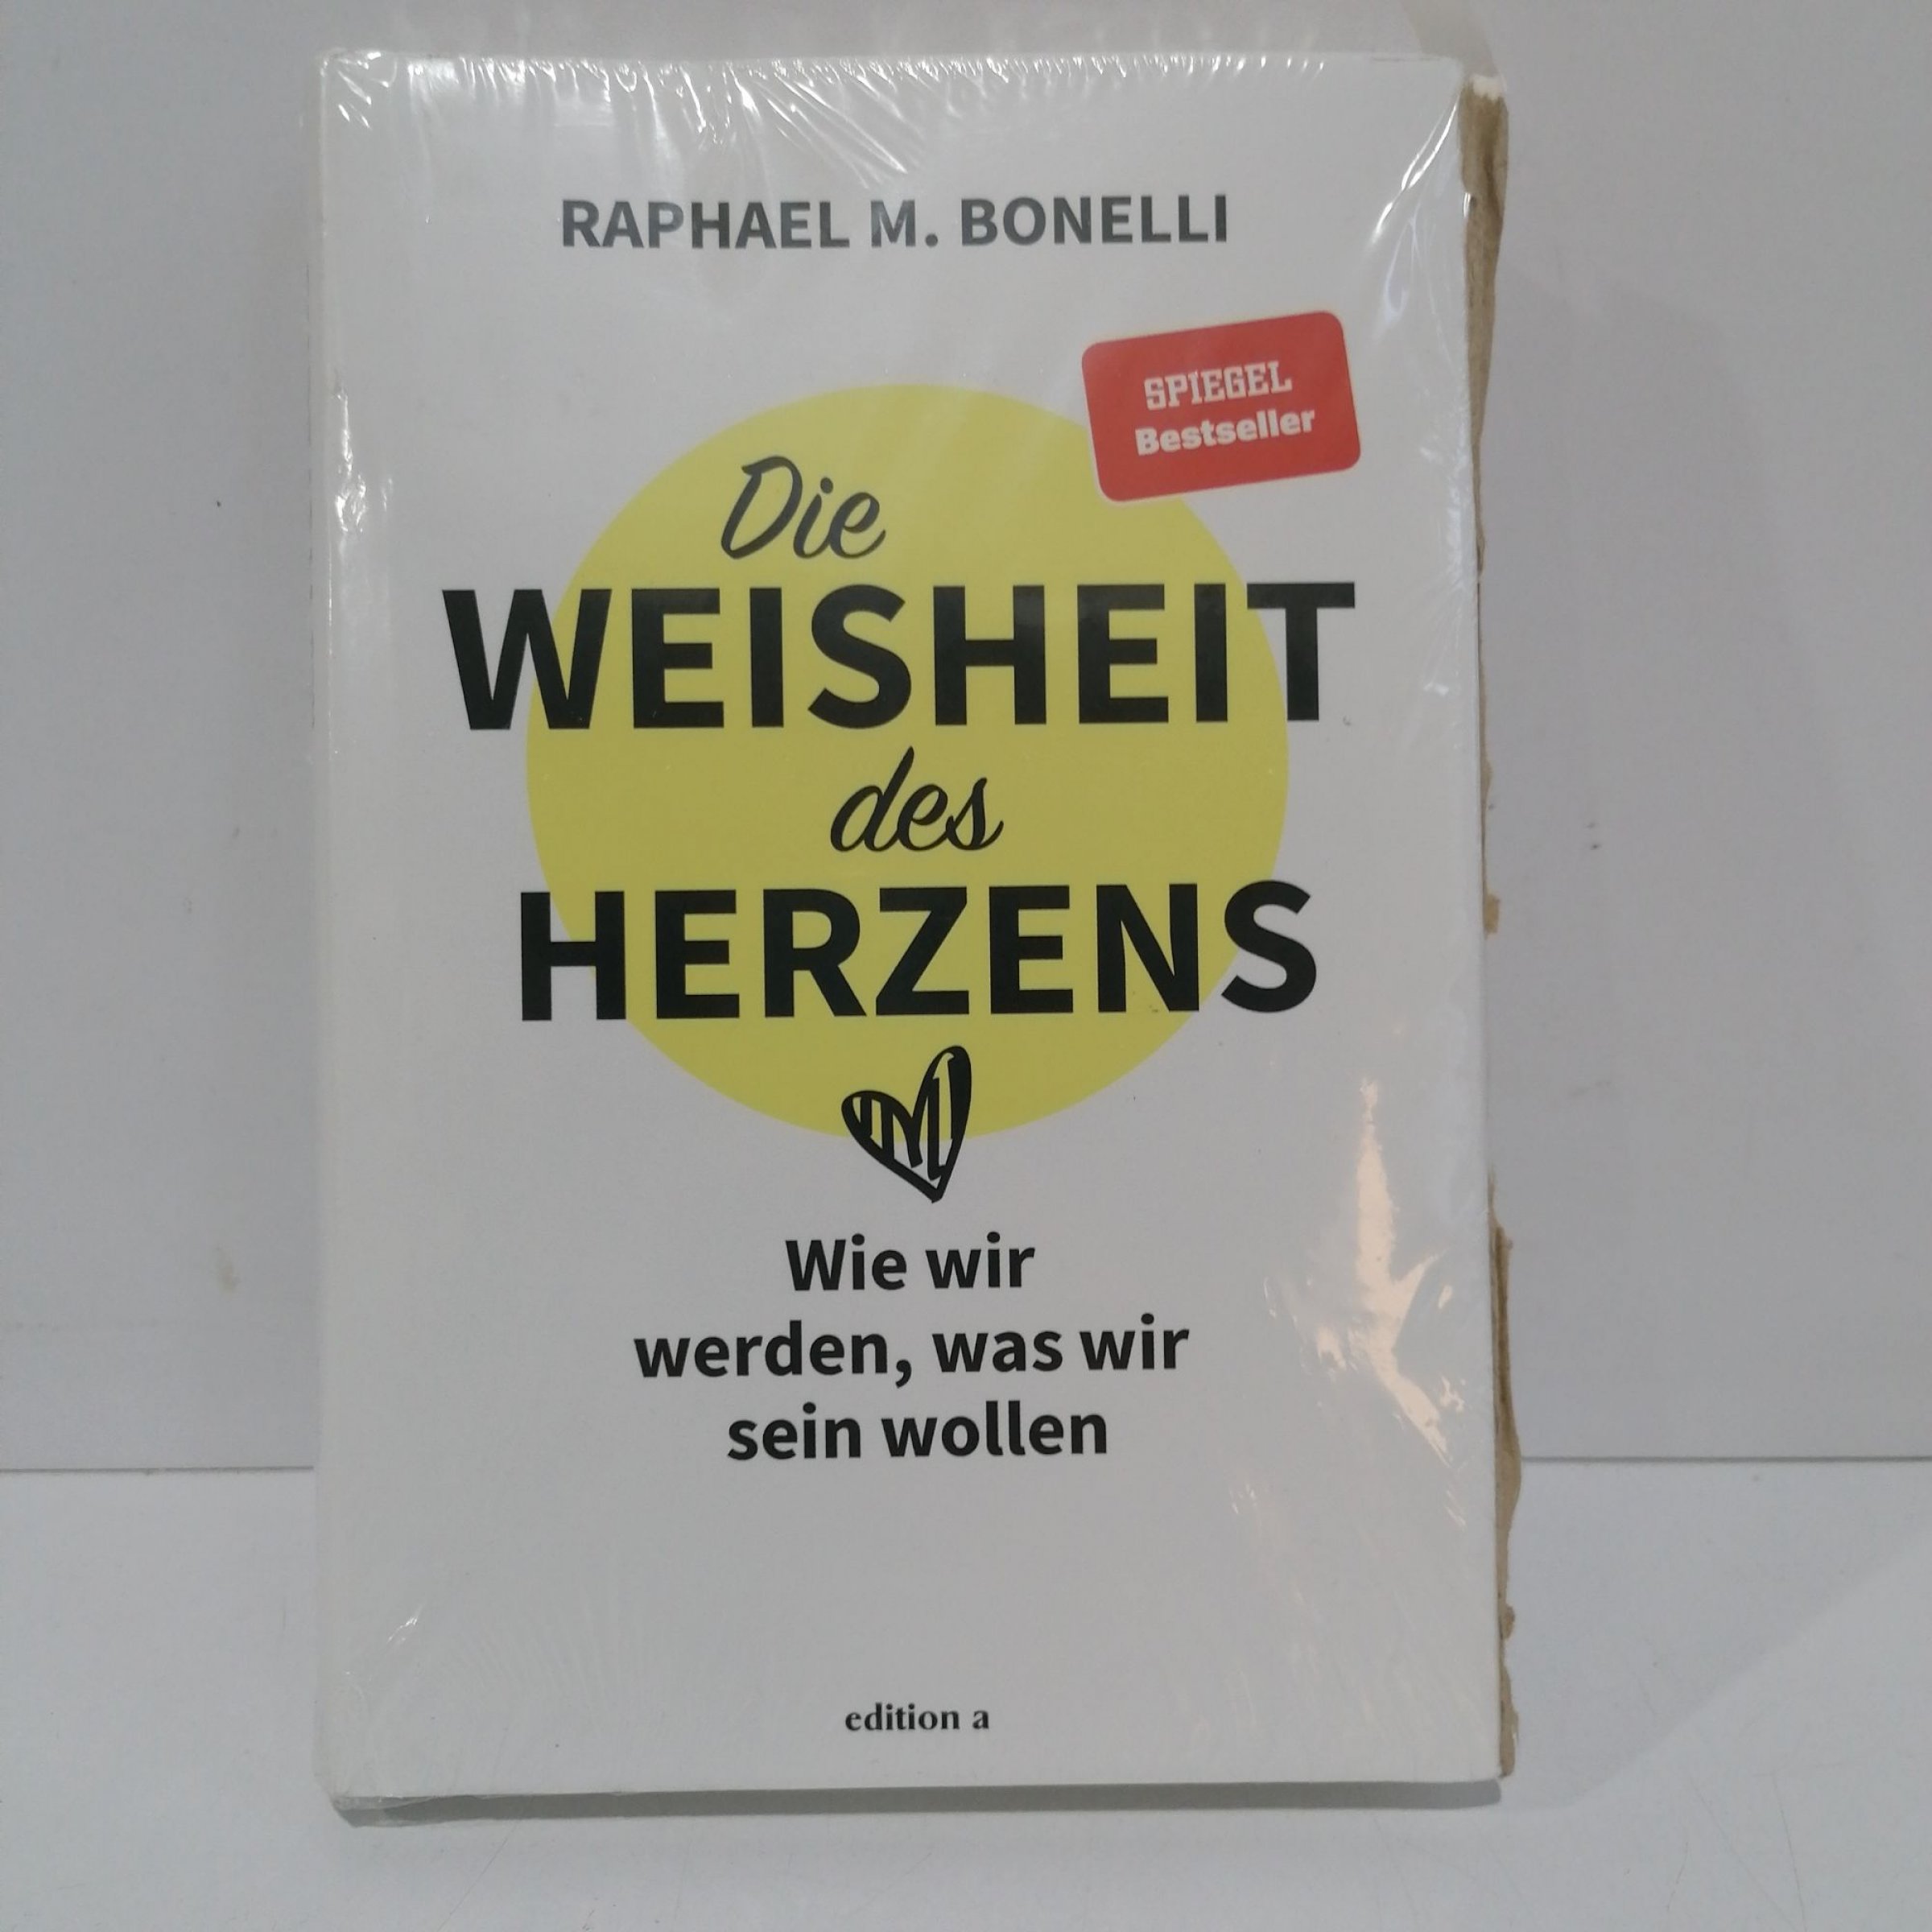 RAPHAEL M. BONELLI
SPIEGEL
Bestseller
Die
WEISHEIT
des
HERZENS
Wie wir
werden, was wir
sein wollen
edition a